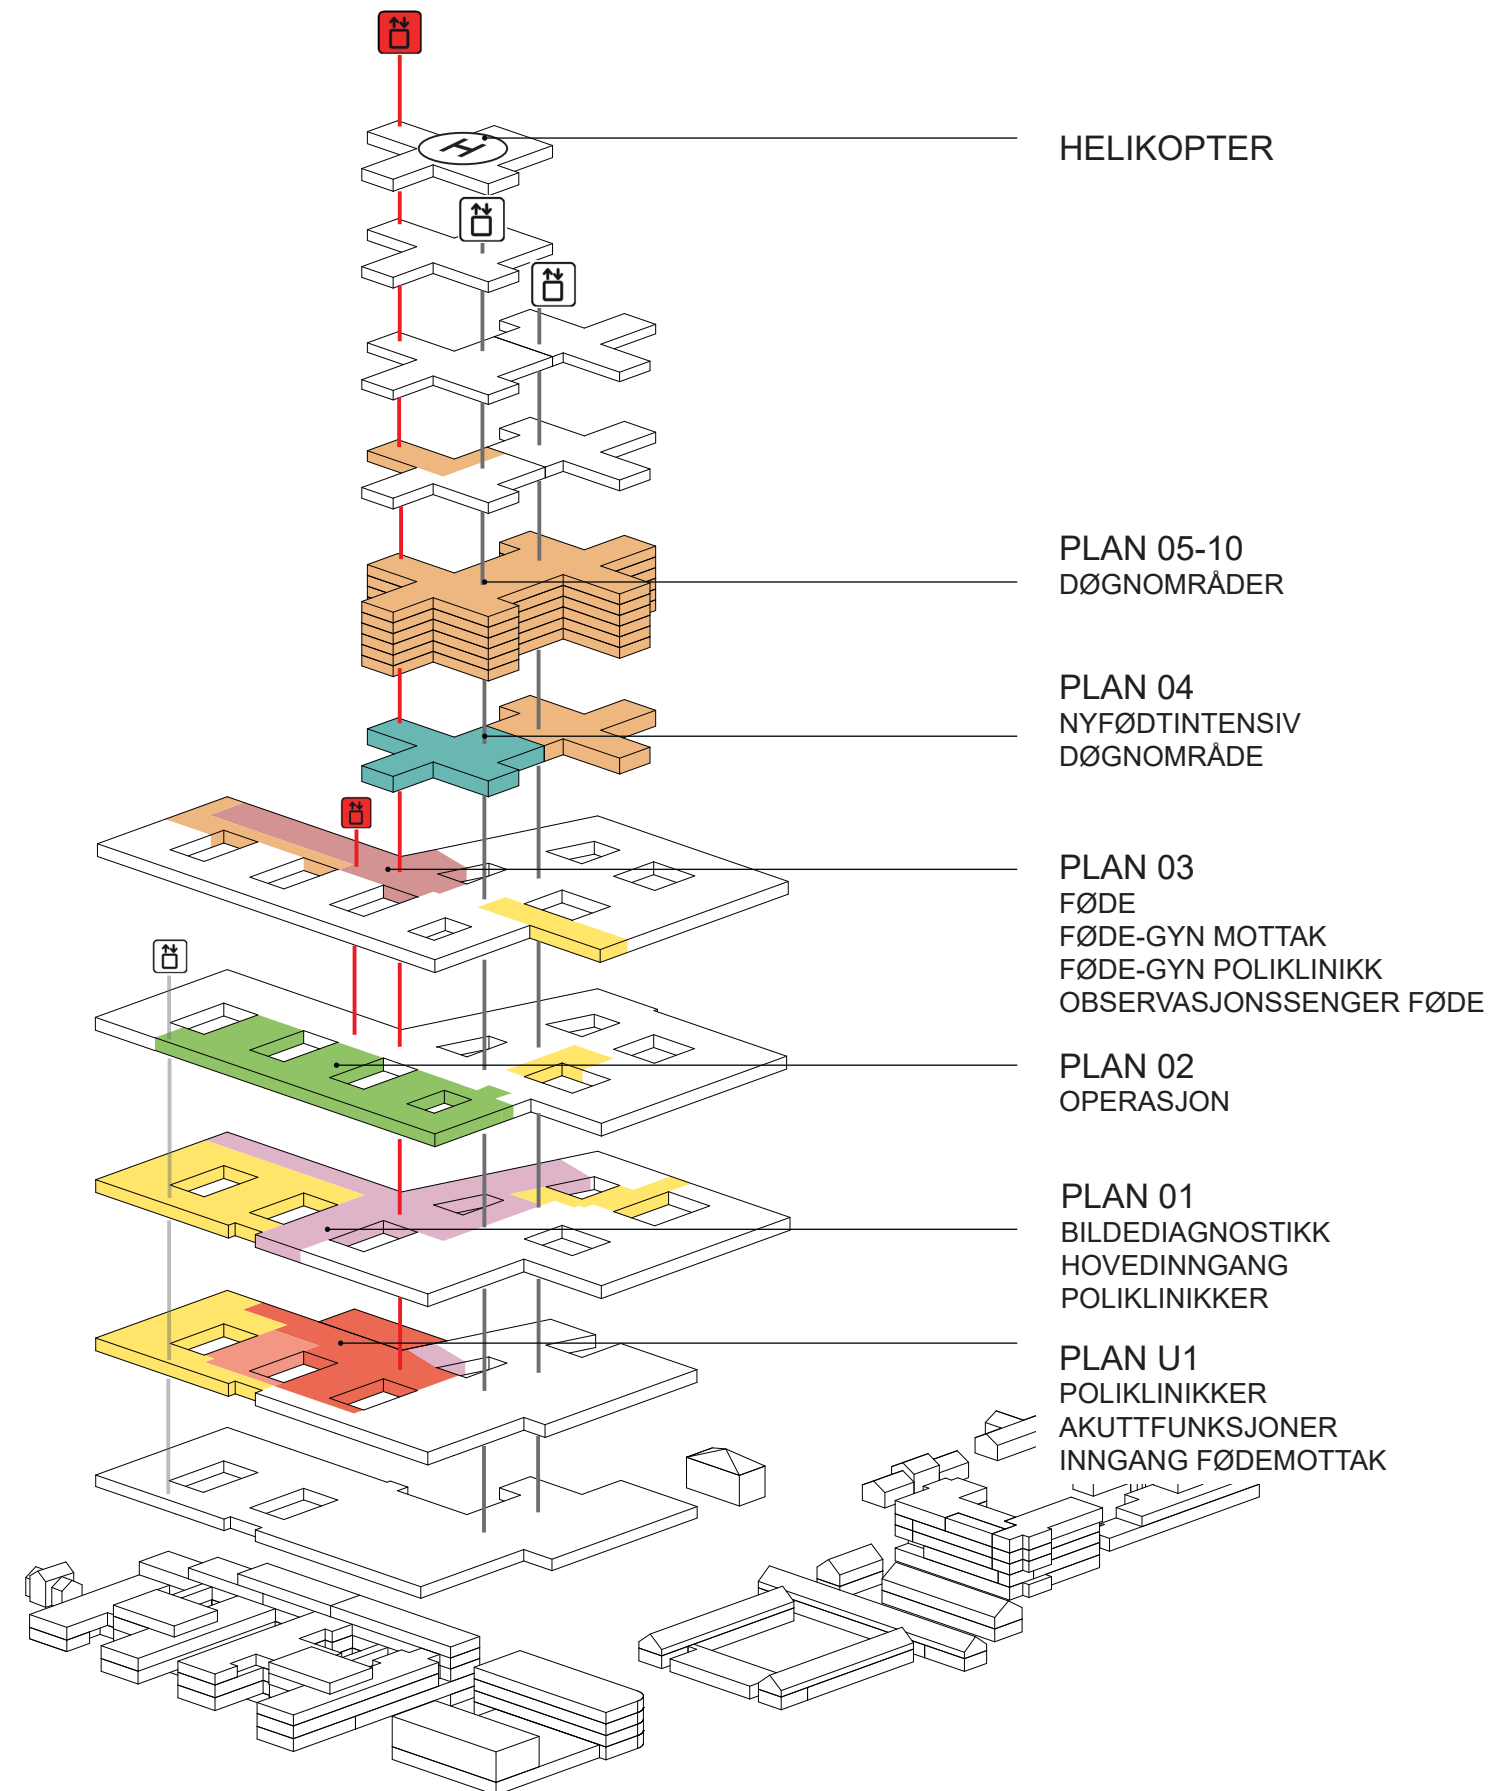 H
HELIKOPTER
PLAN 05-10
DØGNOMRÅDER
PLAN 04
NYFØDTINTENSIV
DØGNOMRÅDE
PLAN 03
FØDE
FØDE-GYN MOTTAK
FØDE-GYN POLIKLINIKK
OBSERVASJONSSENGER FØDE
PLAN 02
OPERASJON
PLAN 01
BILDEDIAGNOSTIKK
HOVEDINNGANG
POLIKLINIKKER
PLAN U1
POLIKLINIKKER
AKUTTFUNKSJONER
INNGANG FØDEMOTTAK